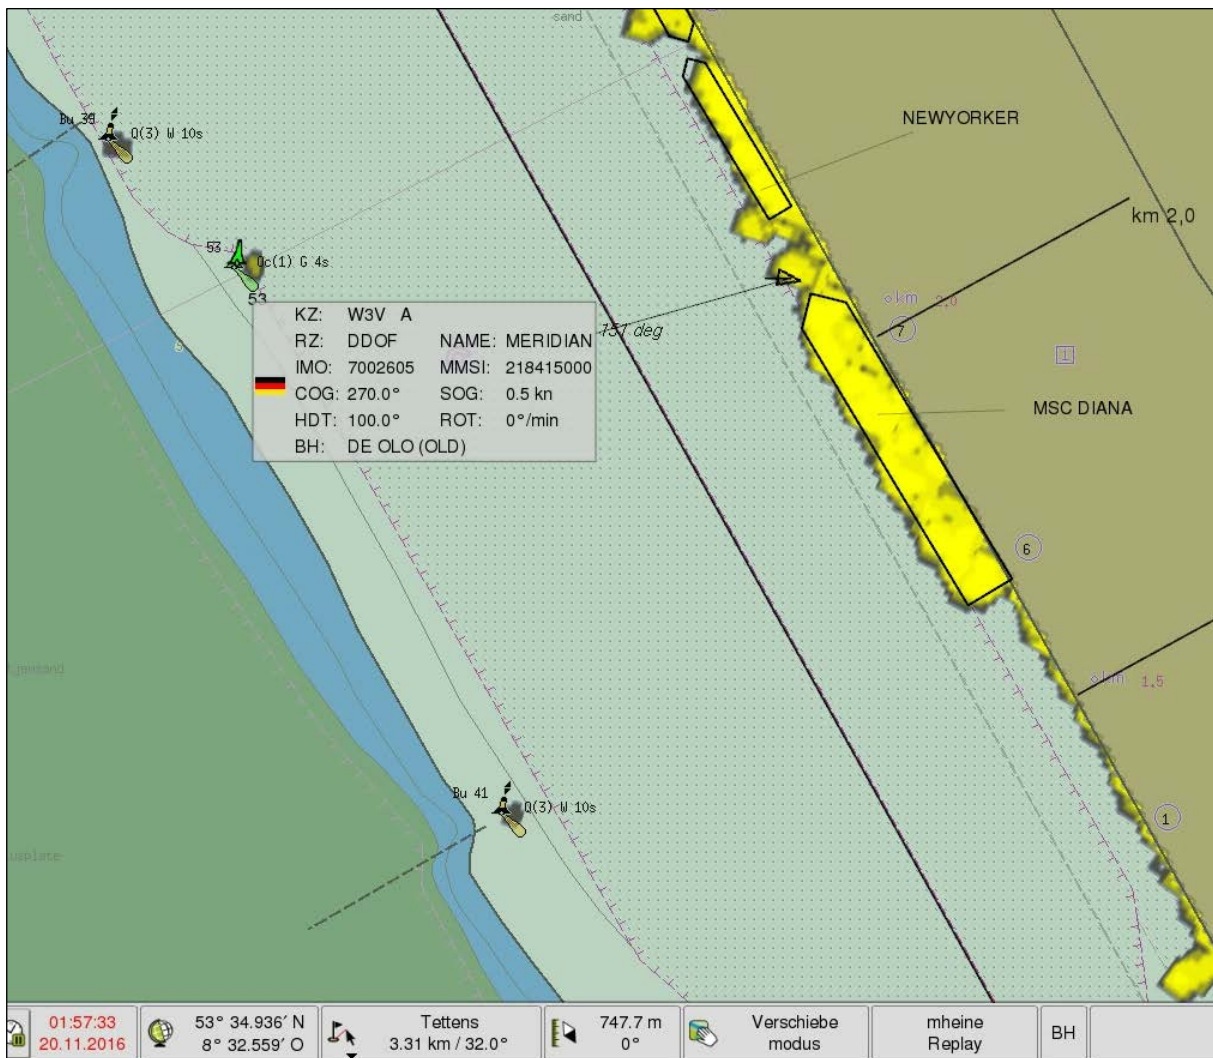 sand
Bu 39
Q(3) W 10s
NEWYORKER
km 2,0
53
Oc(1) G 4s
53
km 2,0
7
151 deg
KZ: W3V A
RZ: DDOF NAME: MERIDIAN
IMO: 7002605 MMSI: 218415000
COG: 270.0° SOG: 0.5 kn
HDT: 100.0° ROT: 0°/min
BH: DE OLO (OLD)
MSC DIANA
6
km 1,5
Bu 41
Q(3) W 10s
1
01:57:33
20.11.2016
53° 34.936′ N
8° 32.559′ O
Tettens
3.31 km / 32.0°
747.7 m
0°
Verschiebe
modus
mheine
Replay
BH